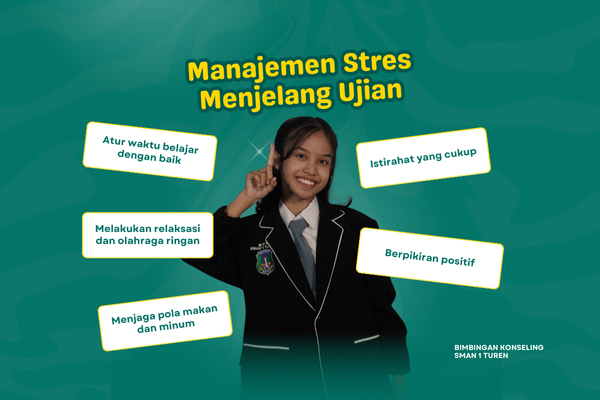 Manajemen Stres
Menjelang Ujian
Atur waktu belajar
dengan baik
Istirahat yang cukup
Melakukan relaksasi
dan olahraga ringan
Berpikiran positif
Menjaga pola makan
dan minum
BIMBINGAN KONSELING
SMAN 1 TUREN